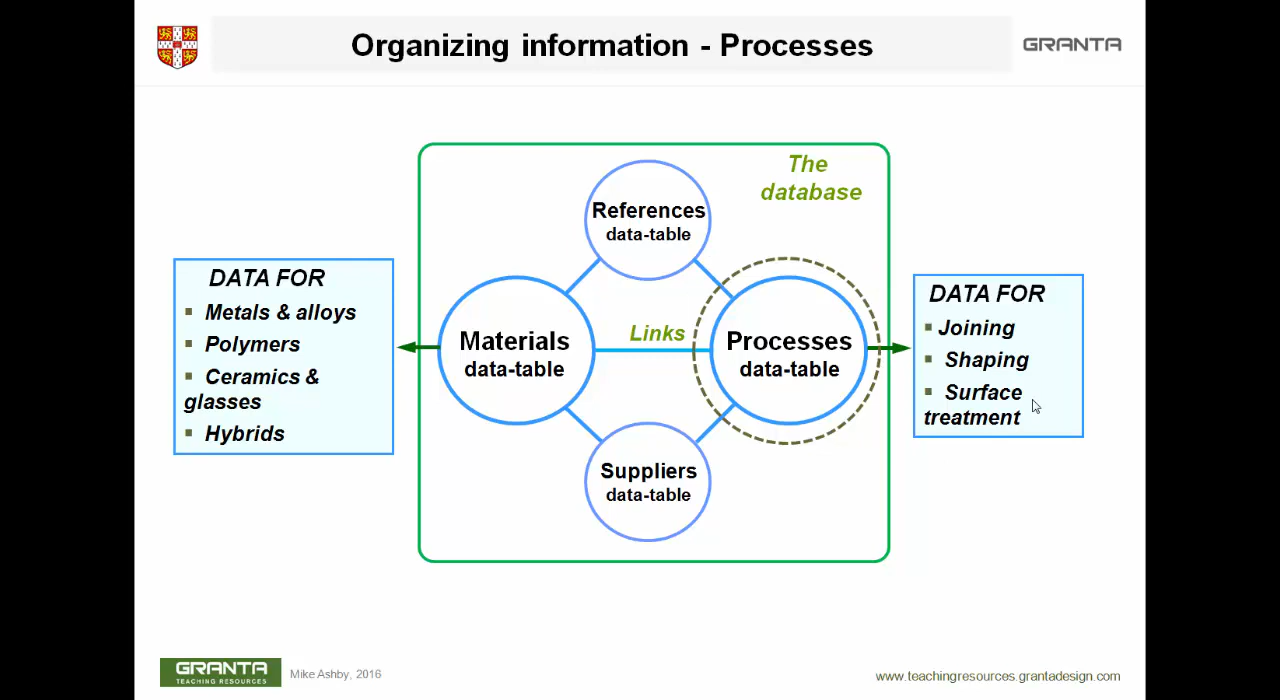 Organizing information - Processes
GRANTA
The
database
References
data-table
DATA FOR
▪ Metals & alloys
▪ Polymers
▪ Ceramics &
glasses
▪ Hybrids
Materials
data-table
Links
Processes
data-table
DATA FOR
▪ Joining
▪ Shaping
▪ Surface
treatment
Suppliers
data-table
GRANTA
TEACHING RESOURCES
Mike Ashby, 2016
www.teachingresources.grantadesign.com